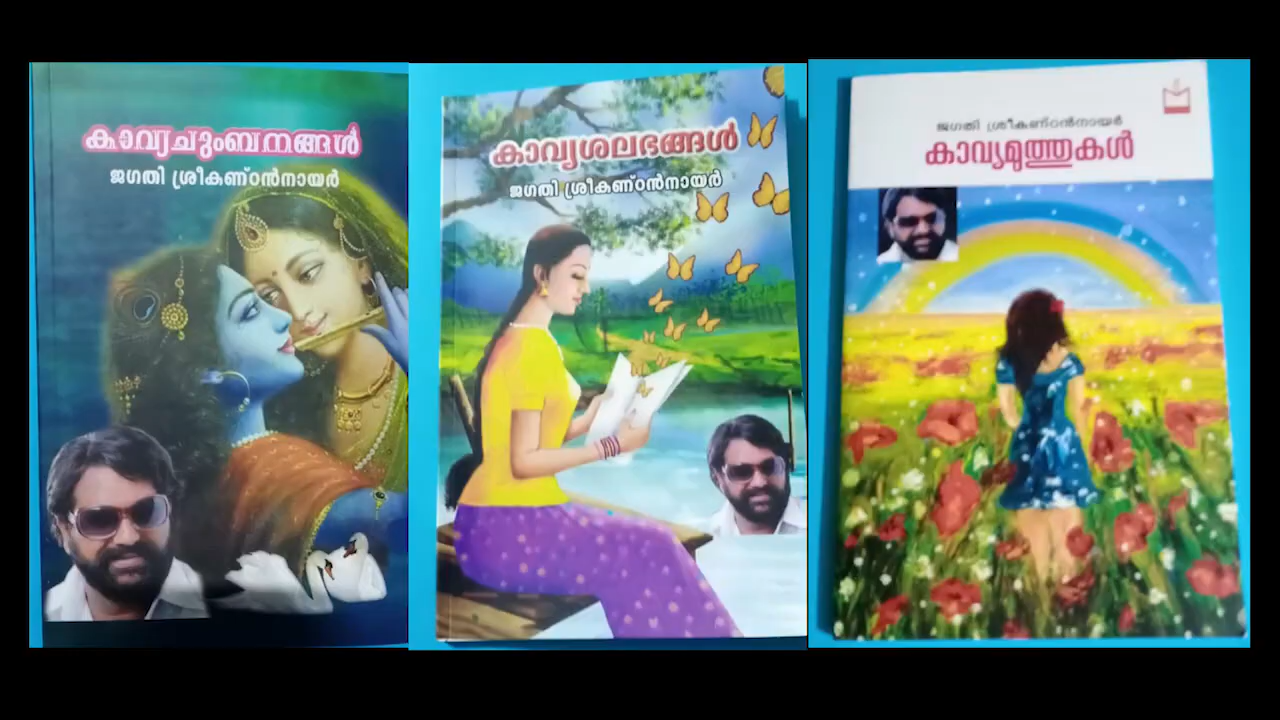 കാവ്യചുംബനങ്ങൾ
ജഗതി ശ്രീകണ്ഠൻനായർ
കാവ്യശലഭങ്ങൾ
ജഗതി ശ്രീകണ്ഠൻനായർ
ജഗതി ശ്രീകണ്ഠൻനായർ
കാവ്യമുത്തുകൾ